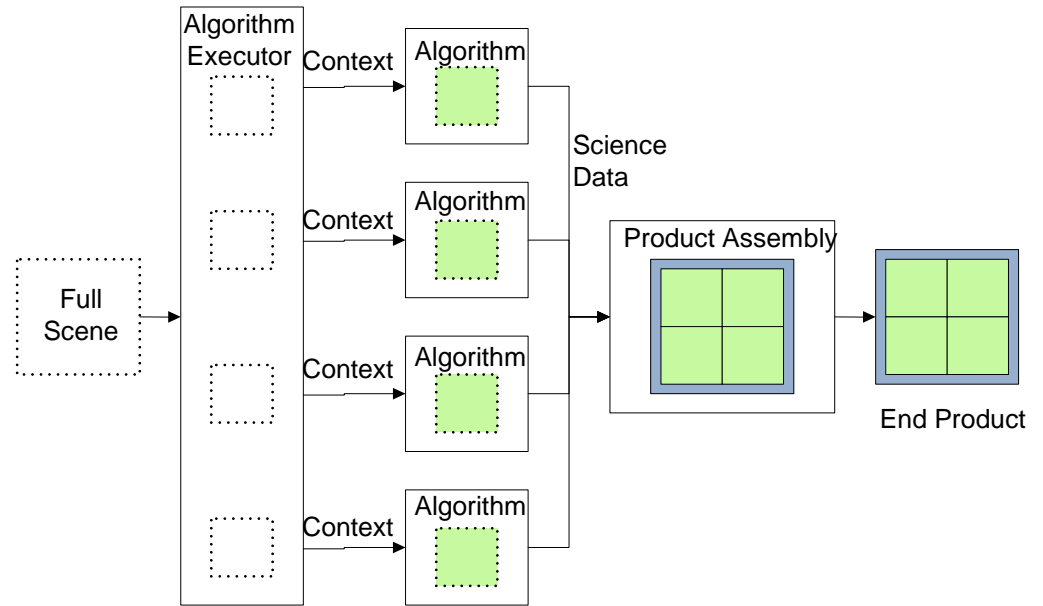 Full
Scene
Algorithm
Executor
Context
Algorithm
Context
Algorithm
Context
Algorithm
Context
Algorithm
Science
Data
Product Assembly
End Product